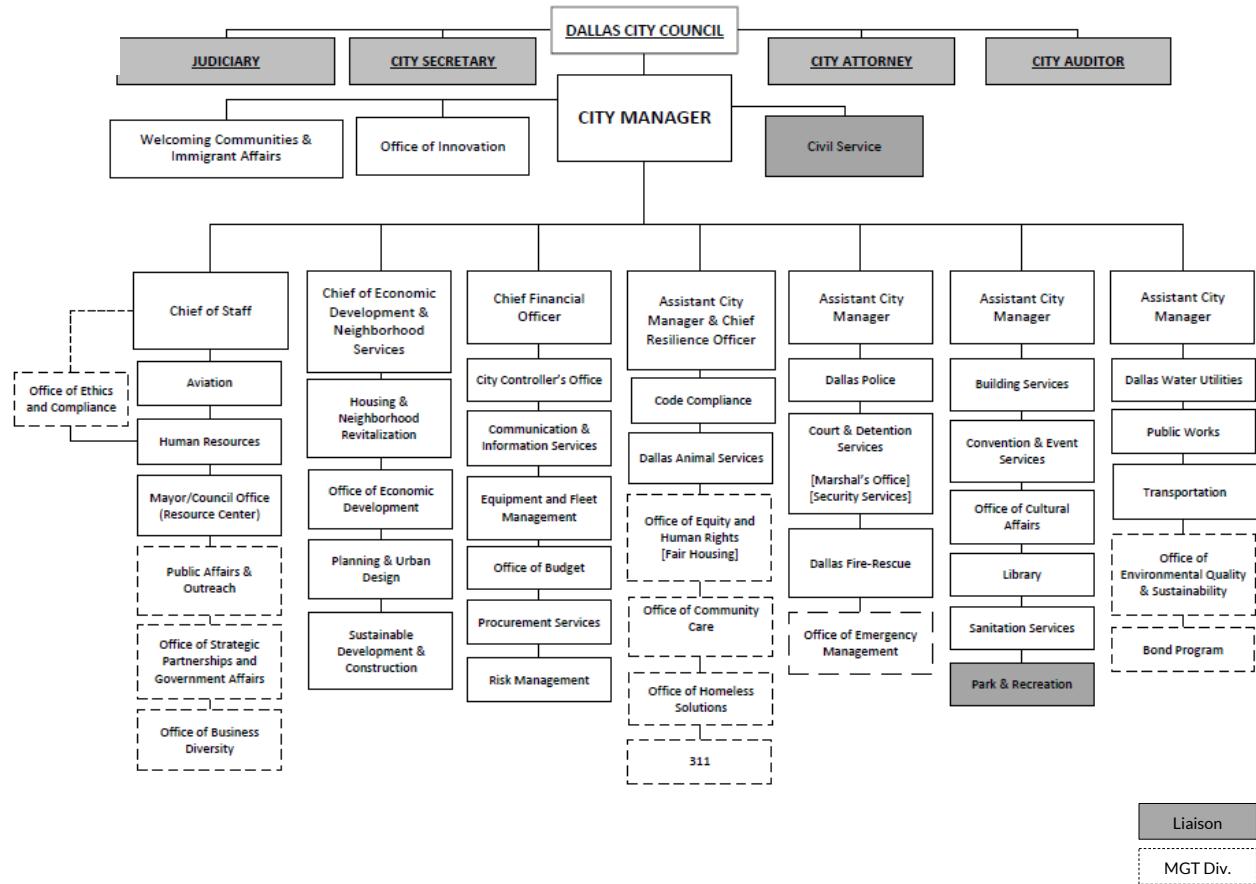 DALLAS CITY COUNCIL
JUDICIARY
CITY SECRETARY
CITY ATTORNEY
CITY AUDITOR
CITY MANAGER
Welcoming Communities &
Immigrant Affairs
Office of Innovation
Civil Service
Chief of Staff
Office of Ethics
and Compliance
Aviation
Human Resources
Mayor/Council Office
(Resource Center)
Public Affairs &
Outreach
Office of Strategic
Partnerships and
Government Affairs
Office of Business
Diversity
Chief of Economic
Development &
Neighborhood
Services
Housing &
Neighborhood
Revitalization
Office of Economic
Development
Planning & Urban
Design
Sustainable
Development &
Construction
Chief Financial
Officer
City Controller's Office
Communication &
Information Services
Equipment and Fleet
Management
Office of Budget
Procurement Services
Risk Management
Assistant City
Manager & Chief
Resilience Officer
Code Compliance
Dallas Animal Services
Office of Equity and
Human Rights
[Fair Housing]
Office of Community
Care
Office of Homeless
Solutions
311
Assistant City
Manager
Dallas Police
Court & Detention
Services
[Marshal's Office]
[Security Services]
Dallas Fire-Rescue
Office of Emergency
Management
Assistant City
Manager
Building Services
Convention & Event
Services
Office of Cultural
Affairs
Library
Sanitation Services
Park & Recreation
Assistant City
Manager
Dallas Water Utilities
Public Works
Transportation
Office of
Environmental Quality
& Sustainability
Bond Program
Liaison
MGT Div.